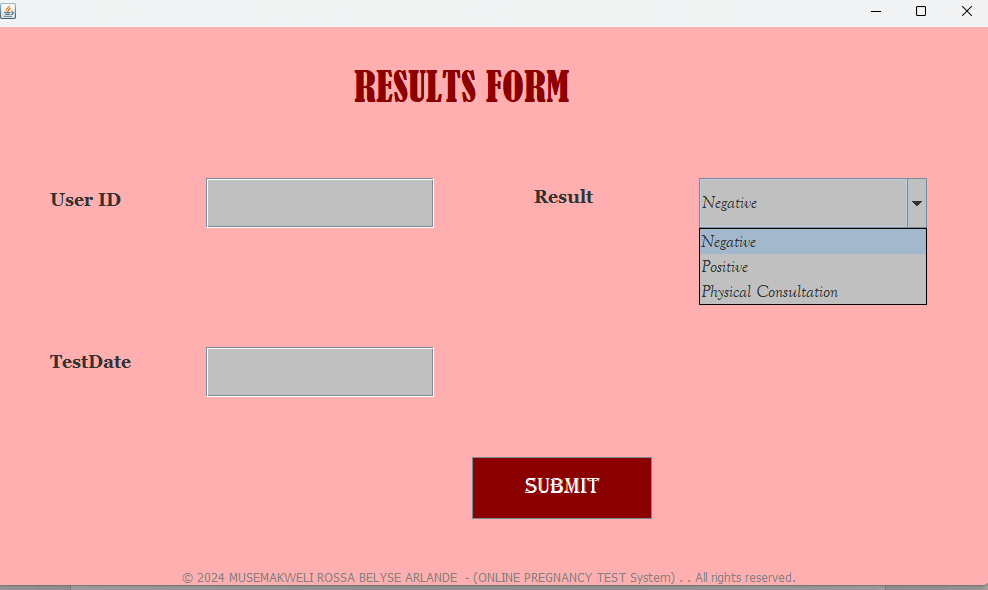 RESULTS FORM
User ID
Result
Negative
Negative
Positive
Physical Consultation
TestDate
SUBMIT
© 2024 MUSEMAKWELI ROSSA BELYSE ARLANDE - (ONLINE PREGNANCY TEST System) . . All rights reserved.